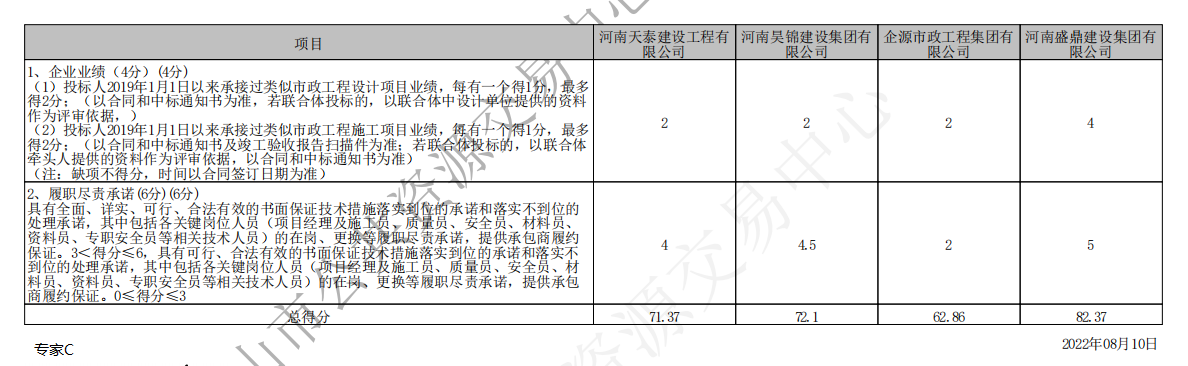 项目
河南天泰建设工程有限公司
河南昊锦建设集团有限公司
企源市政工程集团有限公司
河南盛鼎建设集团有限公司
1、企业业绩（4分）(4分)
（1）投标人2019年1月1日以来承接过类似市政工程设计项目业绩，每有一个得1分，最多
得2分；（以合同和中标通知书为准，若联合体投标的，以联合体中设计单位提供的资料
作为评审依据，）
（2）投标人2019年1月1日以来承接过类似市政工程施工项目业绩，每有一个得1分，最多
得2分；（以合同和中标通知书及竣工验收报告扫描件为准；若联合体投标的，以联合体
牵头人提供的资料作为评审依据，以合同和中标通知书为准）
（注：缺项不得分，时间以合同签订日期为准）
2 2 2 4
2、履职尽责承诺(6分)(6分)
具有全面、详实、可行、合法有效的书面保证技术措施落实到位的承诺和落实不到位的
处理承诺，其中包括各关键岗位人员（项目经理及施工员、质量员、安全员、材料员、
资料员、专职安全员等相关技术人员）的在岗、更换等履职尽责承诺，提供承包商履约
保证。3＜得分≤6，具有可行、合法有效的书面保证技术措施落实到位的承诺和落实不
到位的处理承诺，其中包括各关键岗位人员（项目经理及施工员、质量员、安全员、材
料员、资料员、专职安全员等相关技术人员）的在岗、更换等履职尽责承诺，提供承包
商履约保证。0≤得分≤3
4 4.5 2 5
总得分 71.37 72.1 62.86 82.37
专家C
2022年08月10日
山市公共资源交易中心
资源交易中心